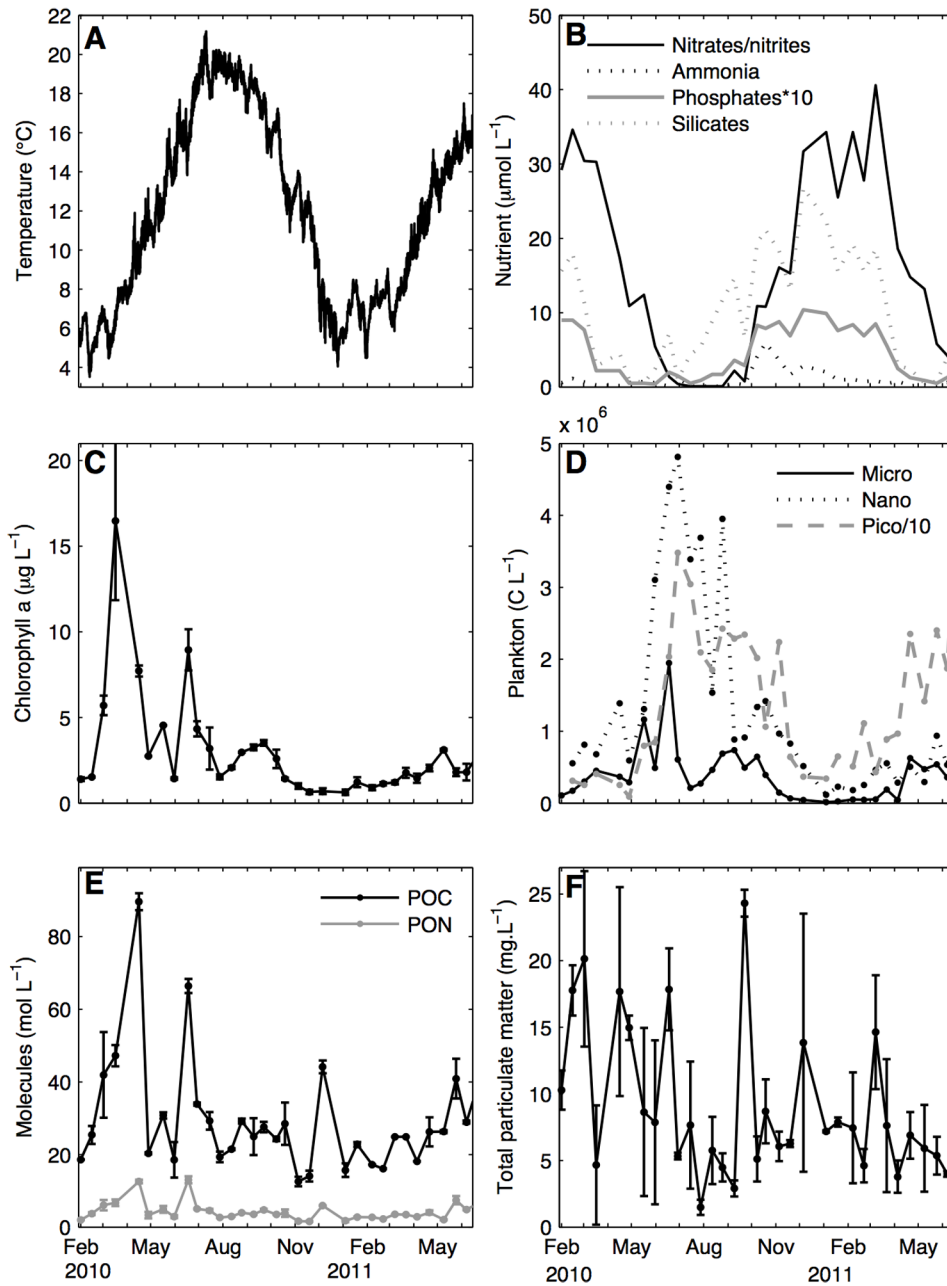 A
Temperature (°C)
22
20
18
16
14
12
10
8
6
4
B
Nutrient (μmol L⁻¹)
50
40
30
20
10
0
Nitrates/nitrites
Ammonia
Phosphates*10
Silicates
C
Chlorophyll a (μg L⁻¹)
20
15
10
5
0
D
x 10⁶
Plankton (C L⁻¹)
5
4
3
2
1
0
Micro
Nano
Pico/10
E
Molecules (mol L⁻¹)
80
60
40
20
0
POC
PON
Feb May Aug Nov Feb May
2010 2011
F
Total particulate matter (mg.L⁻¹)
25
20
15
10
5
0
Feb May Aug Nov Feb May
2010 2011